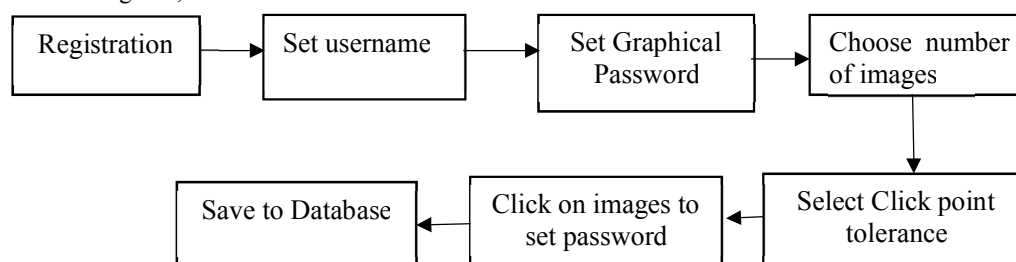 Registration
Set username
Set Graphical
Password
Choose number
of images
Select Click point
tolerance
Click on images to
set password
Save to Database